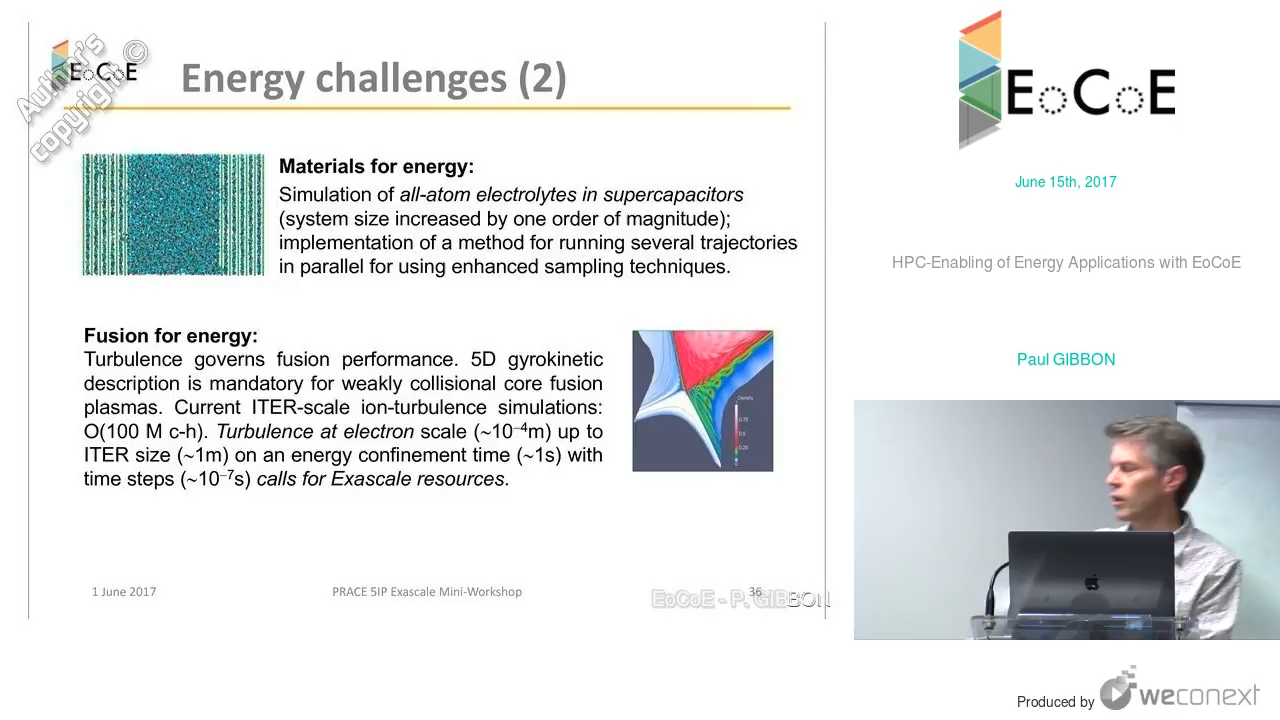 Author's ©
copyright
EoCoE
Energy challenges (2)
Materials for energy:
Simulation of all-atom electrolytes in supercapacitors
(system size increased by one order of magnitude);
implementation of a method for running several trajectories
in parallel for using enhanced sampling techniques.
Fusion for energy:
Turbulence governs fusion performance. 5D gyrokinetic
description is mandatory for weakly collisional core fusion
plasmas. Current ITER-scale ion-turbulence simulations:
O(100 M c-h). Turbulence at electron scale (~10⁻⁴m) up to
ITER size (~1m) on an energy confinement time (~1s) with
time steps (~10⁻⁷s) calls for Exascale resources.
1 June 2017
PRACE 5IP Exascale Mini-Workshop
36
EoCoE - P. GIBBON
EoCoE
June 15th, 2017
HPC-Enabling of Energy Applications with EoCoE
Paul GIBBON
Produced by weconext